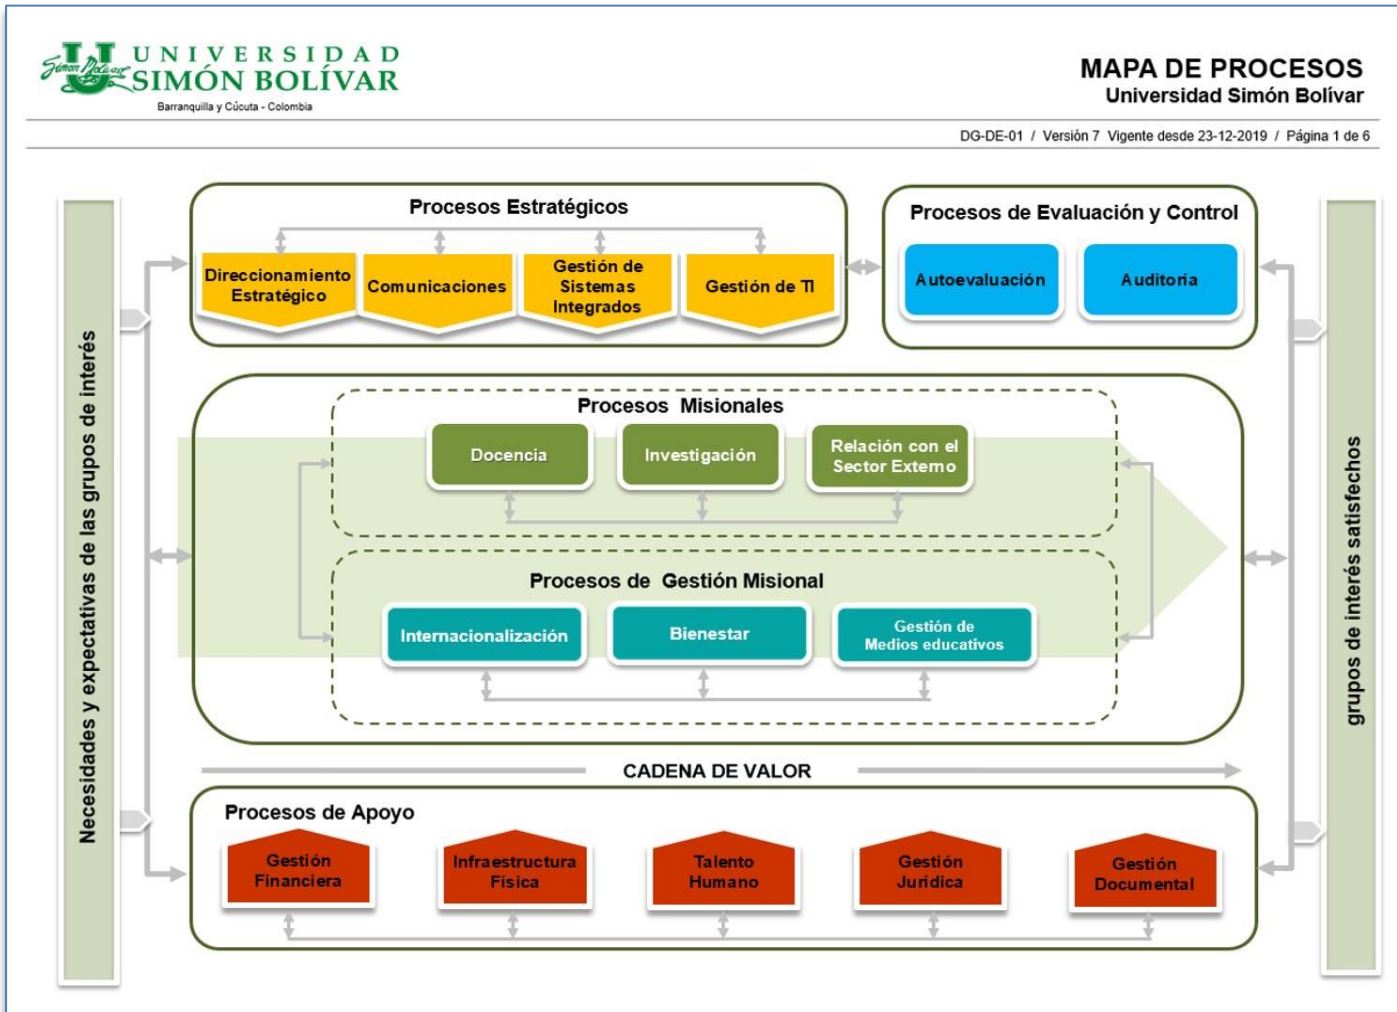 Simón Bolívar
UNIVERSIDAD
SIMÓN BOLÍVAR
Barranquilla y Cúcuta - Colombia
MAPA DE PROCESOS
Universidad Simón Bolívar
DG-DE-01 / Versión 7 Vigente desde 23-12-2019 / Página 1 de 6
Necesidades y expectativas de las grupos de interés
Procesos Estratégicos
Direccionamiento
Estratégico
Comunicaciones
Gestión de
Sistemas
Integrados
Gestión de TI
Procesos de Evaluación y Control
Autoevaluación
Auditoría
Procesos Misionales
Docencia
Investigación
Relación con el
Sector Externo
Procesos de Gestión Misional
Internacionalización
Bienestar
Gestión de
Medios educativos
CADENA DE VALOR
Procesos de Apoyo
Gestión
Financiera
Infraestructura
Física
Talento
Humano
Gestión
Jurídica
Gestión
Documental
grupos de interés satisfechos